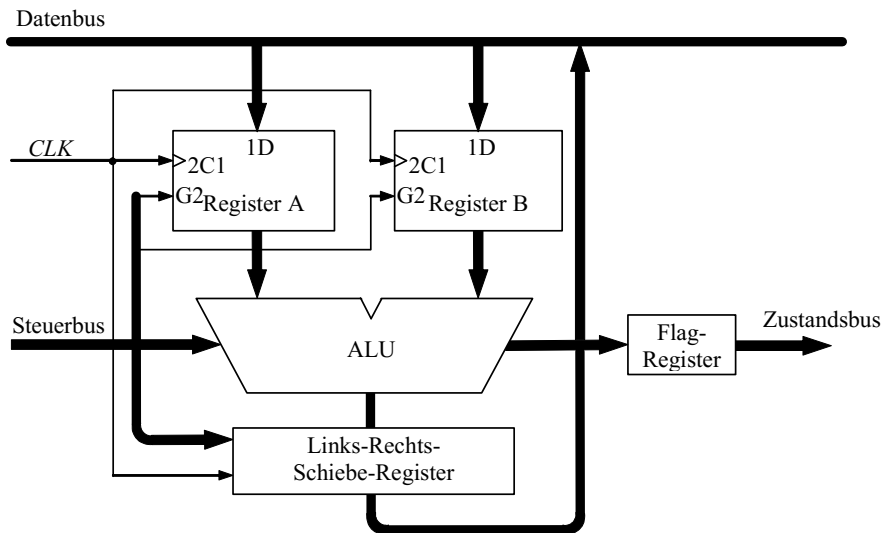 Datenbus
1D
1D
CLK
2C1
2C1
G2
Register A
G2
Register B
Steuerbus
ALU
Flag-
Register
Zustandsbus
Links-Rechts-
Schiebe-Register